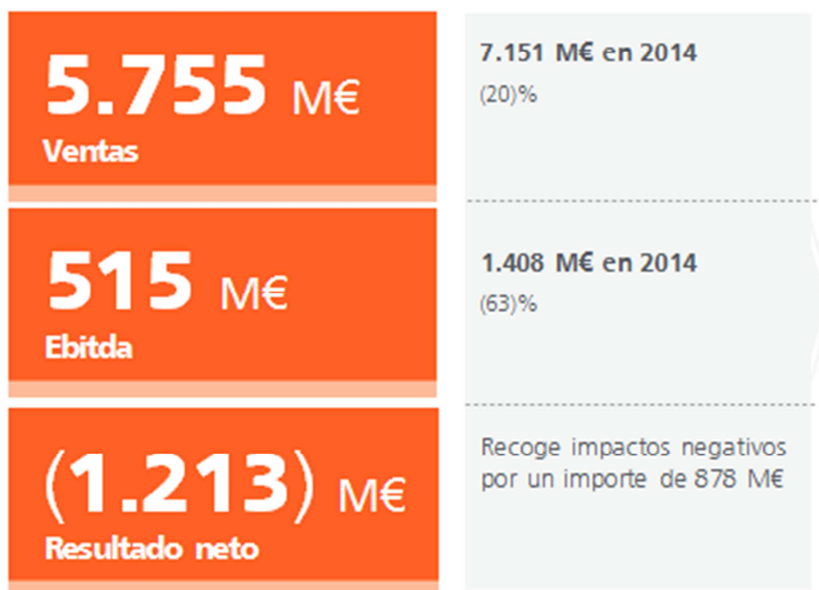 5.755 M€
Ventas
7.151 M€ en 2014
(20)%
515 M€
Ebitda
1.408 M€ en 2014
(63)%
(1.213) M€
Resultado neto
Recoge impactos negativos
por un importe de 878 M€